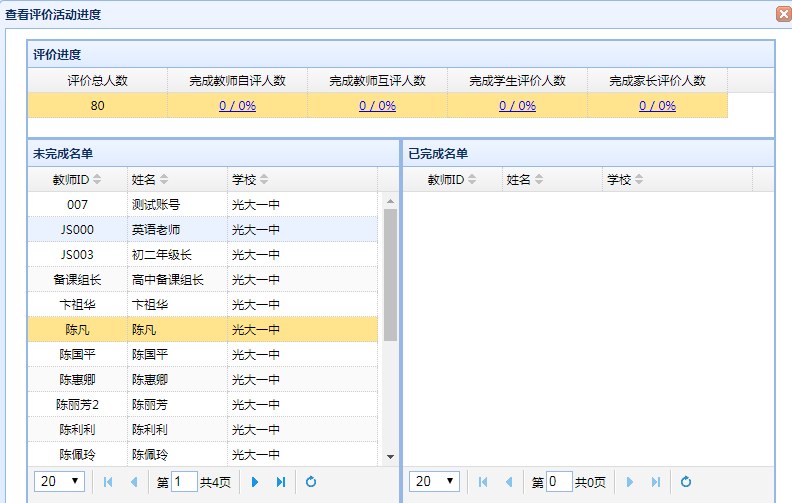 查看评价活动进度
评价进度
评价总人数 完成教师自评人数 完成教师互评人数 完成学生评价人数 完成家长评价人数
80 0 / 0% 0 / 0% 0 / 0% 0 / 0%
未完成名单
教师ID 姓名 学校
007 测试账号 光大一中
JS000 英语老师 光大一中
JS003 初二年级长 光大一中
备课组长 高中备课组长 光大一中
卞祖华 卞祖华 光大一中
陈凡 陈凡 光大一中
陈国平 陈国平 光大一中
陈惠卿 陈惠卿 光大一中
陈丽芳2 陈丽芳 光大一中
陈利利 陈利利 光大一中
陈佩玲 陈佩玲 光大一中
20 第 1 共4页
已完成名单
教师ID 姓名 学校
20 第 0 共0页